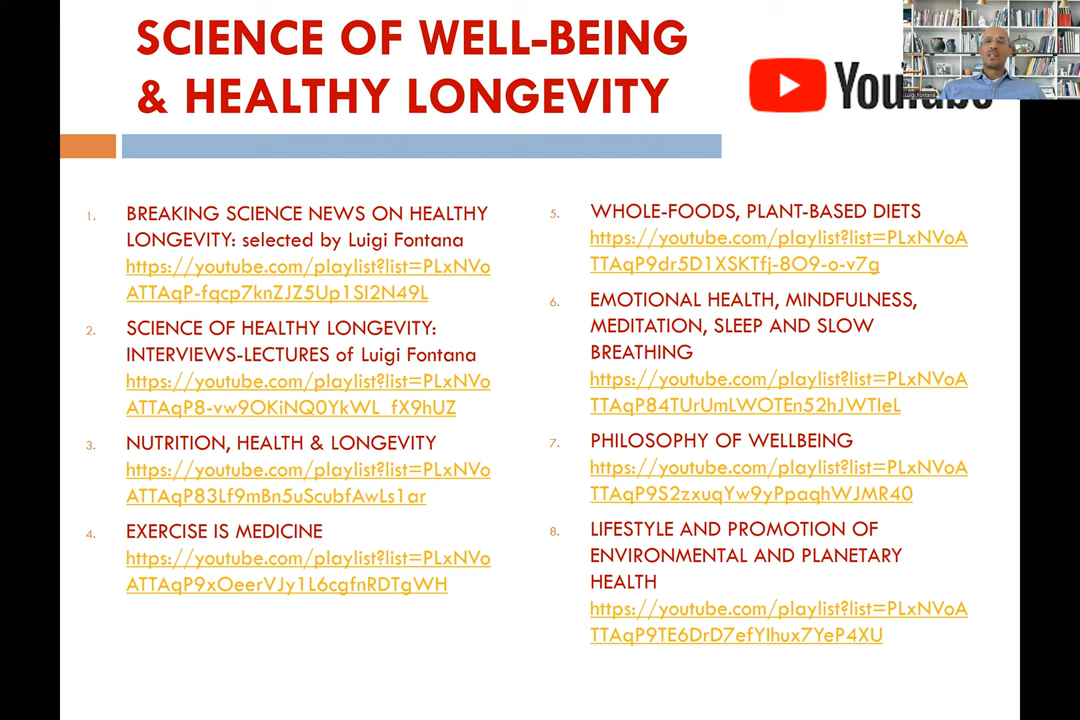 SCIENCE OF WELL-BEING
& HEALTHY LONGEVITY
YouTube
Luigi Fontana
1. BREAKING SCIENCE NEWS ON HEALTHY
LONGEVITY: selected by Luigi Fontana
https://youtube.com/playlist?list=PLxNVo
ATTAqP-fqcp7knZJZ5Up1SI2N49L
2. SCIENCE OF HEALTHY LONGEVITY:
INTERVIEWS-LECTURES of Luigi Fontana
https://youtube.com/playlist?list=PLxNVo
ATTAqP8-vw9OKiNQ0YkWL_fX9hUZ
3. NUTRITION, HEALTH & LONGEVITY
https://youtube.com/playlist?list=PLxNVo
ATTAqP83Lf9mBn5uScubfAwLs1ar
4. EXERCISE IS MEDICINE
https://youtube.com/playlist?list=PLxNVo
ATTAqP9xOeerVJy1L6cgfnRDTgWH
5. WHOLE-FOODS, PLANT-BASED DIETS
https://youtube.com/playlist?list=PLxNVoA
TTAqP9dr5D1XSKTfj-8O9-o-v7g
6. EMOTIONAL HEALTH, MINDFULNESS,
MEDITATION, SLEEP AND SLOW
BREATHING
https://youtube.com/playlist?list=PLxNVoA
TTAqP84TUrUmLWOTEn52hJWTIeL
7. PHILOSOPHY OF WELLBEING
https://youtube.com/playlist?list=PLxNVoA
TTAqP9S2zxuqYw9yPpaqhWJMR40
8. LIFESTYLE AND PROMOTION OF
ENVIRONMENTAL AND PLANETARY
HEALTH
https://youtube.com/playlist?list=PLxNVoA
TTAqP9TE6DrD7efYIhux7YeP4XU